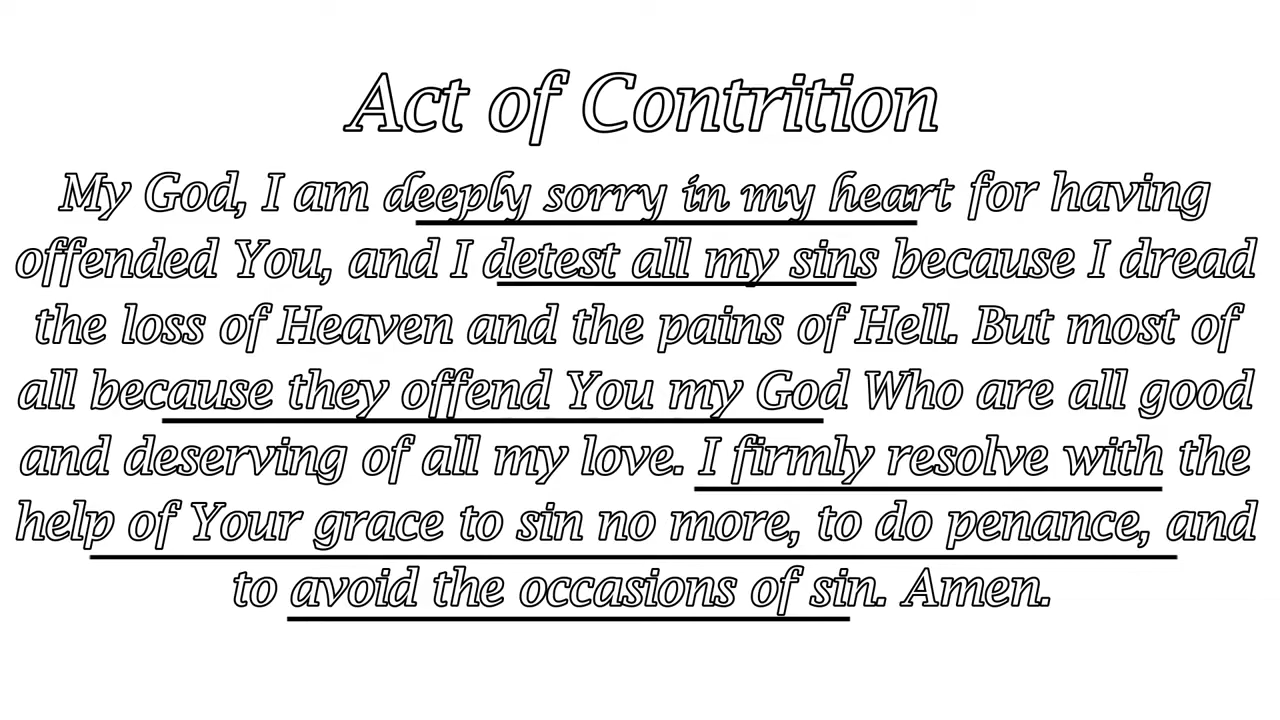 Act of Contrition
My God, I am deeply sorry in my heart for having
offended You, and I detest all my sins because I dread
the loss of Heaven and the pains of Hell. But most of
all because they offend You my God Who are all good
and deserving of all my love. I firmly resolve with the
help of Your grace to sin no more, to do penance, and
to avoid the occasions of sin. Amen.